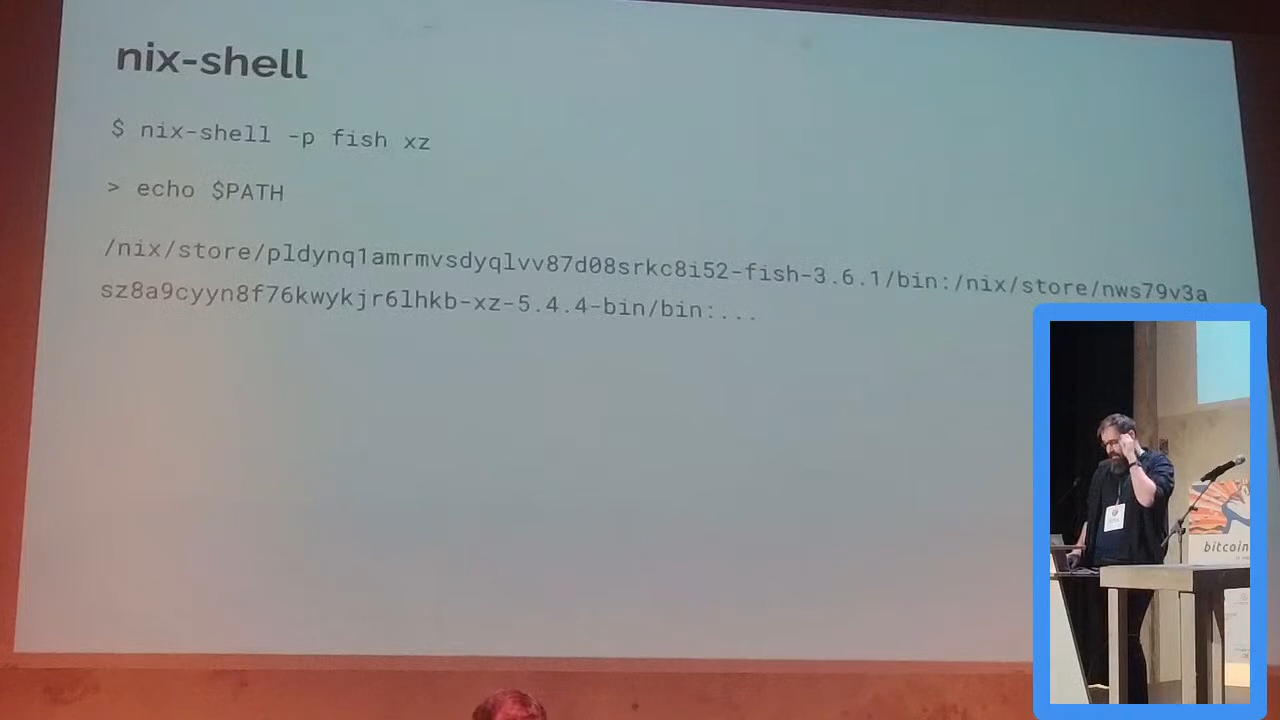 nix-shell
$ nix-shell -p fish xz
> echo $PATH
/nix/store/pldynq1amrmvsdyqlvv87d08srkc8i52-fish-3.6.1/bin:/nix/store/nws79v3a
sz8a9cyyn8f76kwykjr6lhkb-xz-5.4.4-bin/bin:...
bitcoin